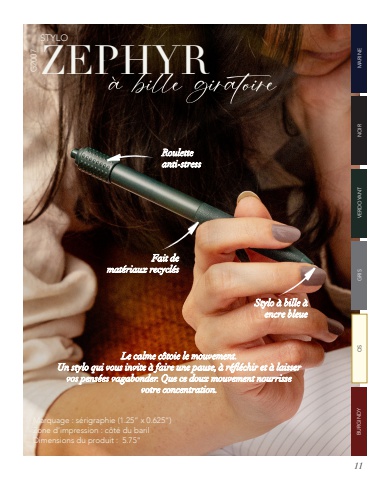 STYLO
ZEPHYR
à bille giratoire
Roulette
anti-stress
Fait de
matériaux recyclés
Stylo à bille à
encre bleue
Le calme côtoie le mouvement.
Un stylo qui vous invite à faire une pause, à réfléchir et à laisser
vos pensées vagabonder. Que ce doux mouvement nourrisse
votre concentration.
Marquage : sérigraphie (1.25" x 0.625")
Zone d'impression : côté du baril
Dimensions du produit : 5.75"
MARINE
NOIR
VERDOYANT
GRIS
OS
BURGUNDY
11